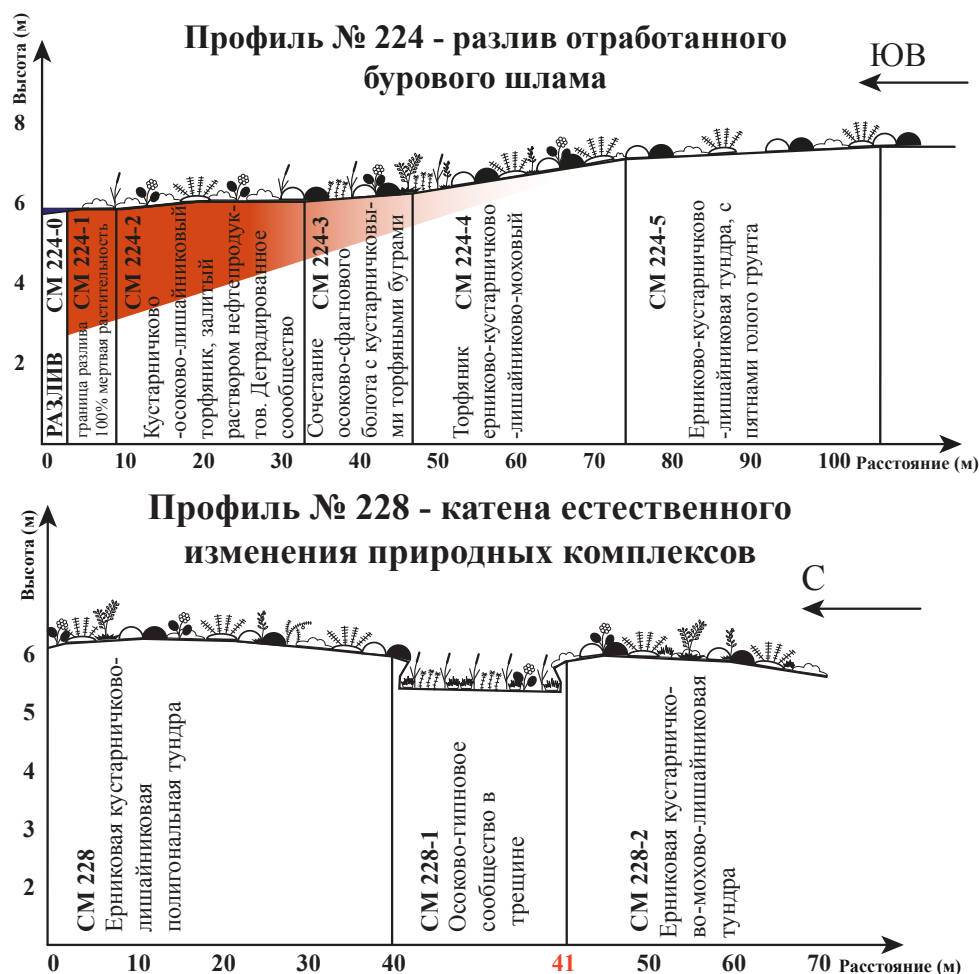 Профиль № 224 - разлив отработанного
бурового шлама
ЮВ
Высота (м)
8
6
4
2
РАЗЛИВ
СМ 224-0
СМ 224-1
граница разлива
100% мертвая растительность
СМ 224-2
Кустарничково
-осоково-лишайниковый
торфяник, залитый
раствором нефтепродук-
тов. Деградированное
соообщество
СМ 224-3
Сочетание
осоково-сфагнового
болота с кустарничковы-
ми торфяными буграми
СМ 224-4
Торфяник
ерниково-кустарничково
-лишайниково-моховый
СМ 224-5
Ерниково-кустарничково
-лишайниковая тундра, с
пятнами голого грунта
0 10 20 30 40 50 60 70 80 90 100 Расстояние (м)
Профиль № 228 - катена естественного
изменения природных комплексов
С
Высота (м)
6
5
4
3
2
СМ 228
Ерниковая кустарничково-
лишайниковая
полигональная тундра
СМ 228-1
Осоково-гипновое
сообщество в
трещине
СМ 228-2
Ерниковая кустарничко-
во-мохово-лишайниковая
тундра
0 10 20 30 40 41 50 60 70 Расстояние (м)